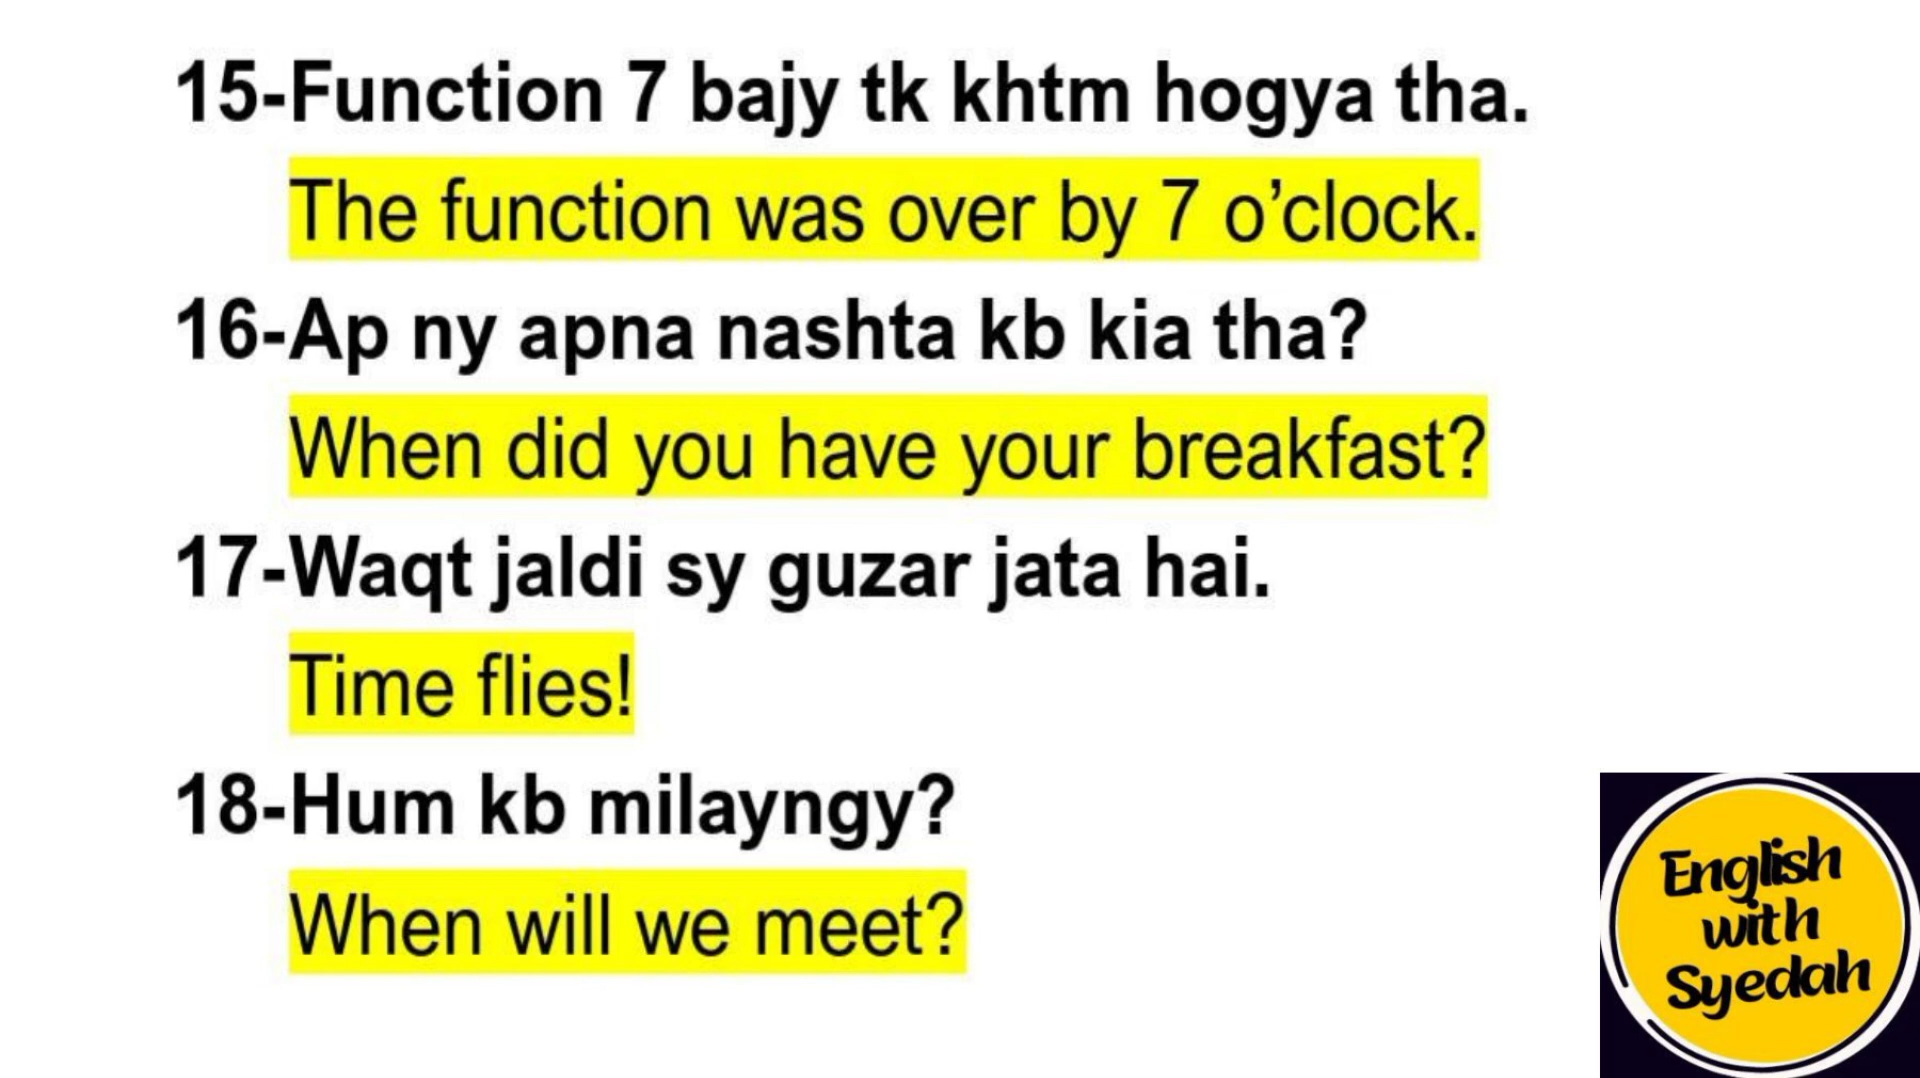 15-Function 7 bajy tk khtm hogya tha.
The function was over by 7 o’clock.
16-Ap ny apna nashta kb kia tha?
When did you have your breakfast?
17-Waqt jaldi sy guzar jata hai.
Time flies!
18-Hum kb milayngy?
When will we meet?
English
with
Syedah